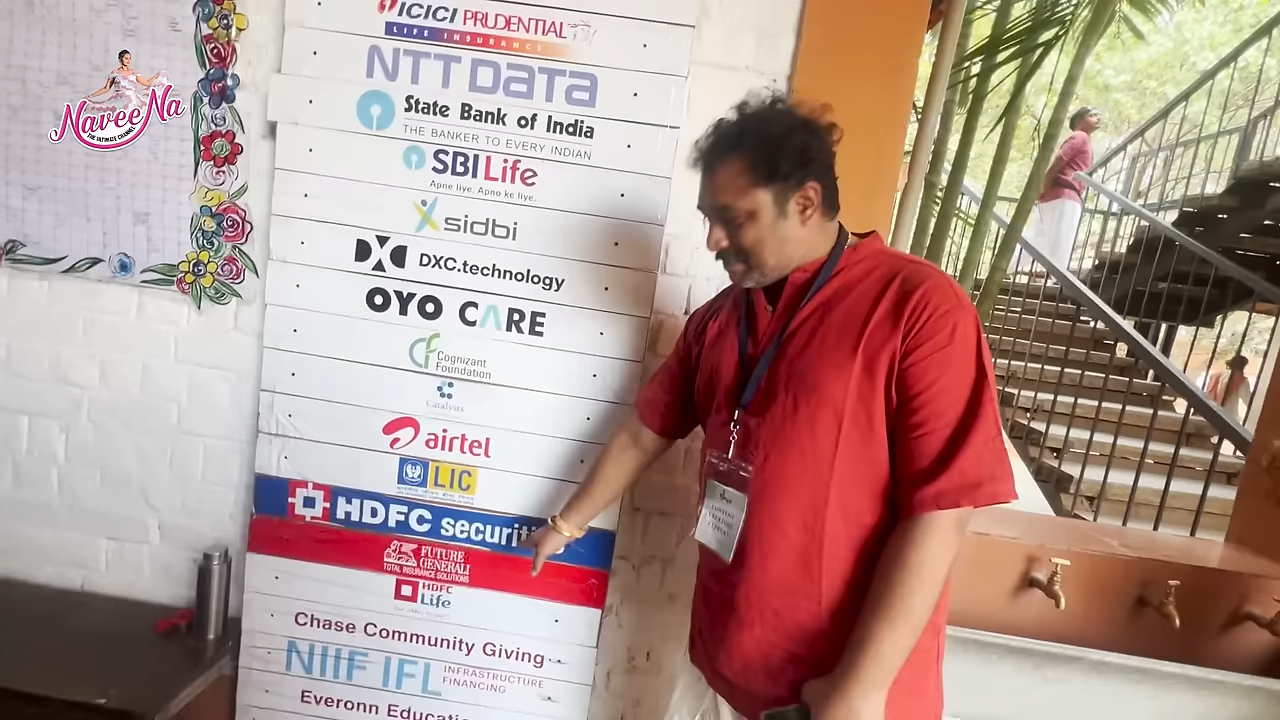 NaveeNa
THE ULTIMATE CHANNEL
ICICI PRUDENTIAL
LIFE INSURANCE
NTT DATA
State Bank of India
THE BANKER TO EVERY INDIAN
SBI Life
Apne liye. Apno ke liye.
sidbi
DXC.technology
OYO CARE
Cognizant
Foundation
Catalysts
airtel
LIC
HDFC securiti
FUTURE
GENERALI
TOTAL INSURANCE SOLUTIONS
HDFC
Life
Chase Community Giving
NIIF IFL INFRASTRUCTURE
FINANCING
Everonn Educatio